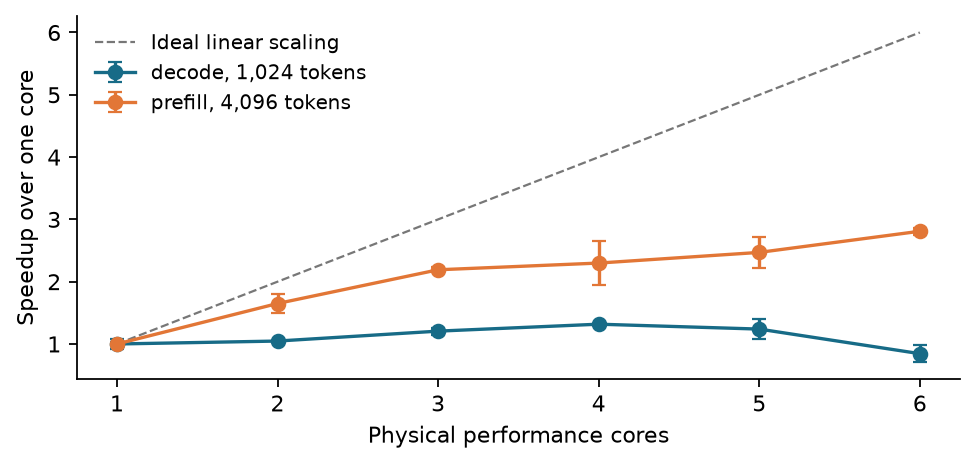 Ideal linear scaling
decode, 1,024 tokens
prefill, 4,096 tokens
Speedup over one core
6
5
4
3
2
1
1 2 3 4 5 6
Physical performance cores